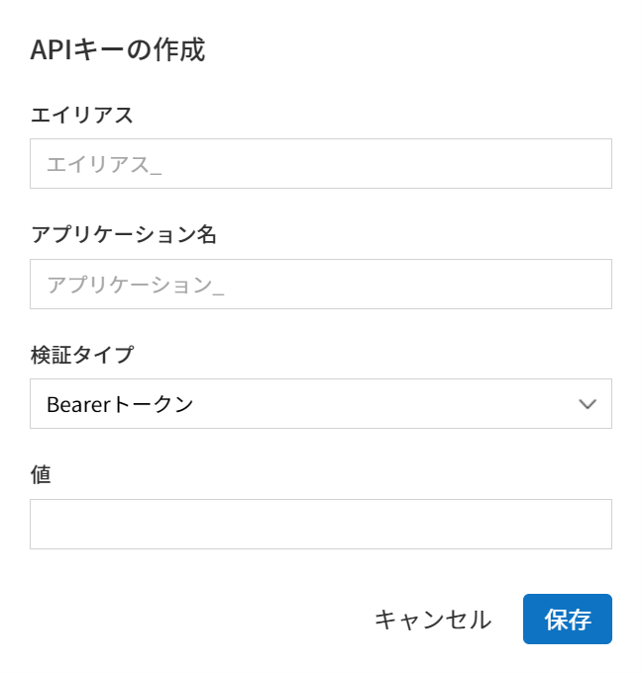 APIキーの作成
エイリアス
エイリアス_
アプリケーション名
アプリケーション_
検証タイプ
Bearerトークン
値
キャンセル 保存